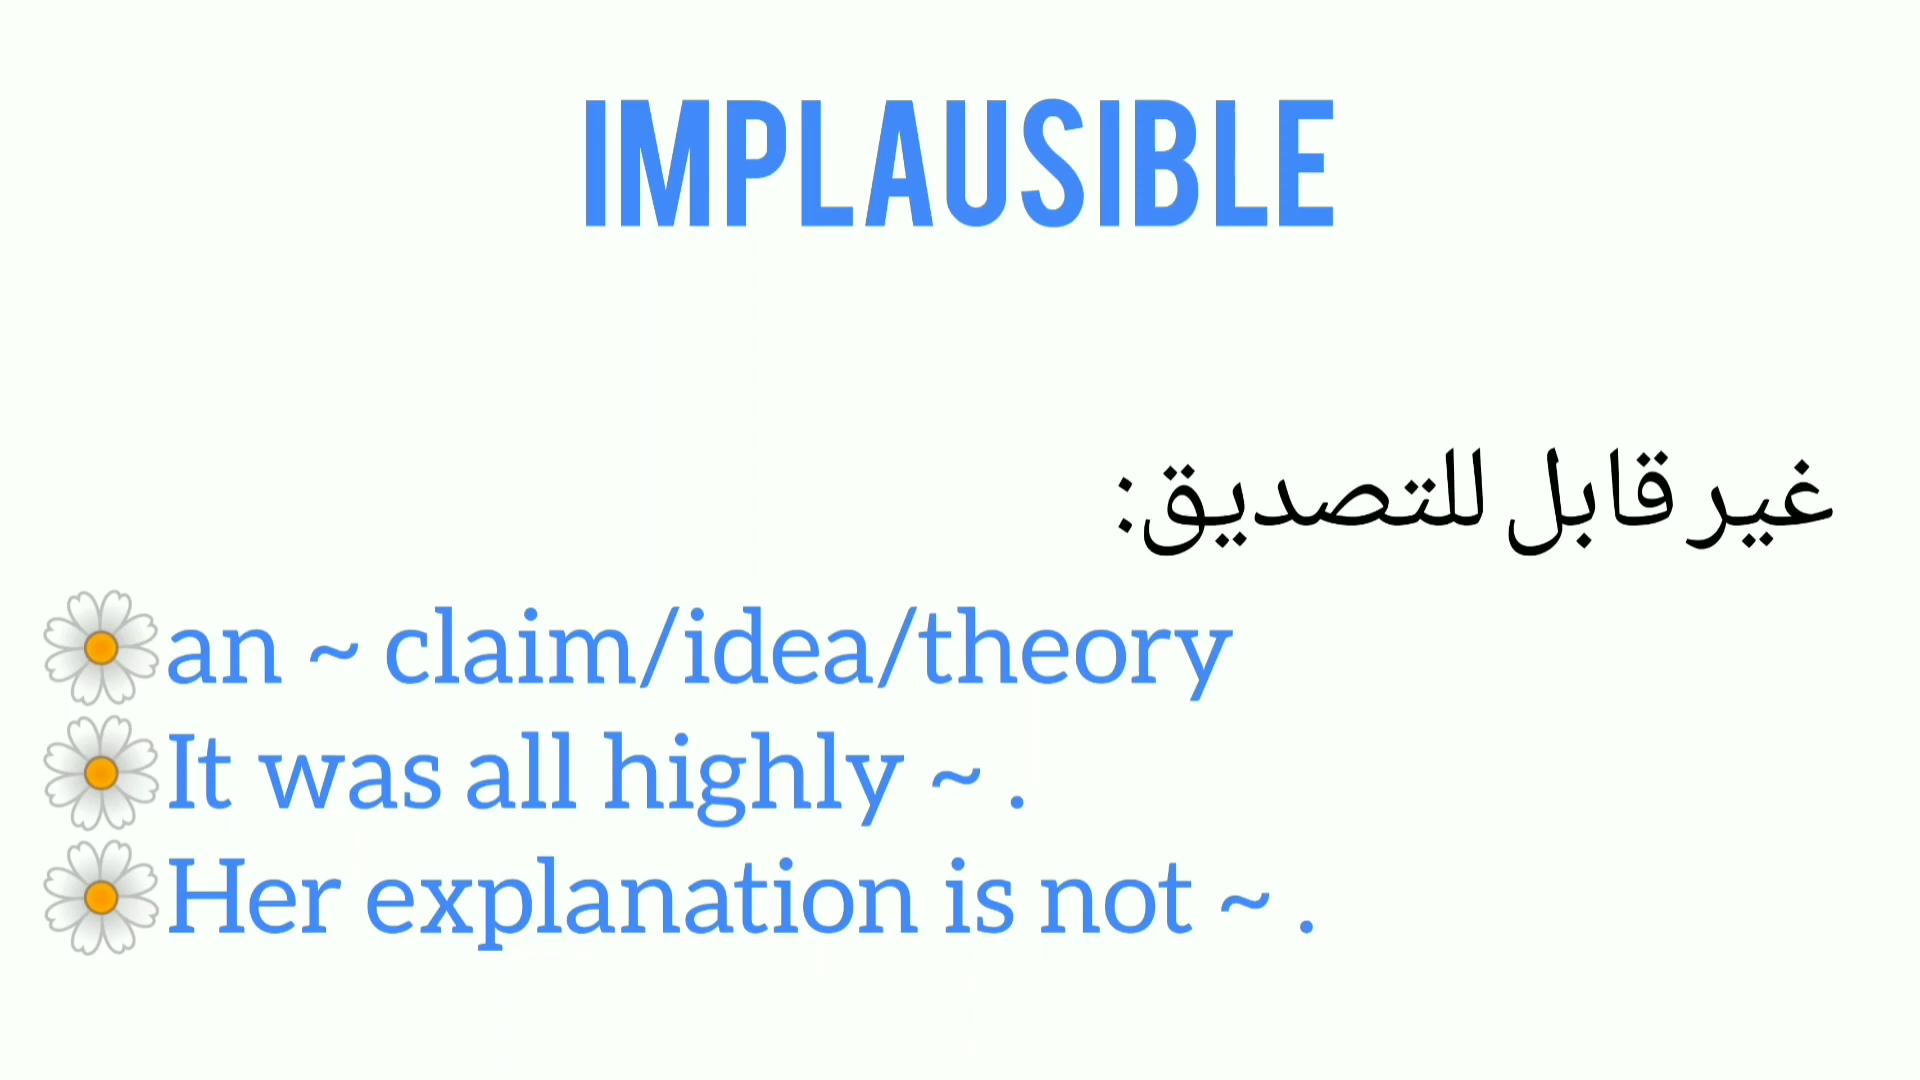 IMPLAUSIBLE
غير قابل للتصديق:
🌼an ~ claim/idea/theory
🌼It was all highly ~ .
🌼Her explanation is not ~ .